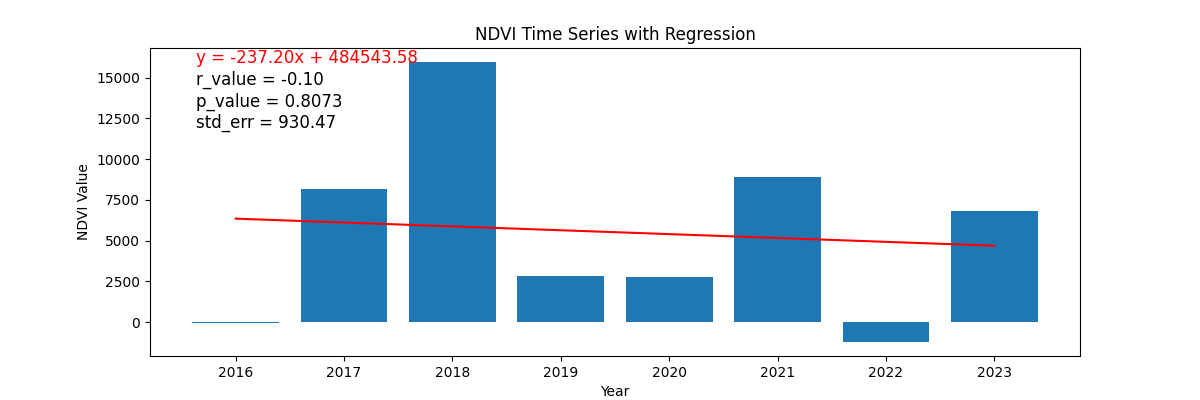 NDVI Time Series with Regression
y = -237.20x + 484543.58
r_value = -0.10
p_value = 0.8073
std_err = 930.47
15000
12500
10000
7500
5000
2500
0
NDVI Value
2016 2017 2018 2019 2020 2021 2022 2023
Year